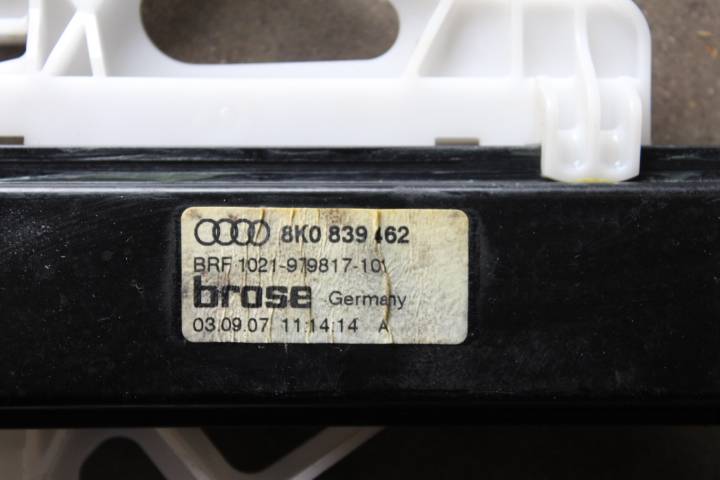 8K0 839 462
BRF 1021-979817-101
brose Germany
03.09.07 11:14:14 A